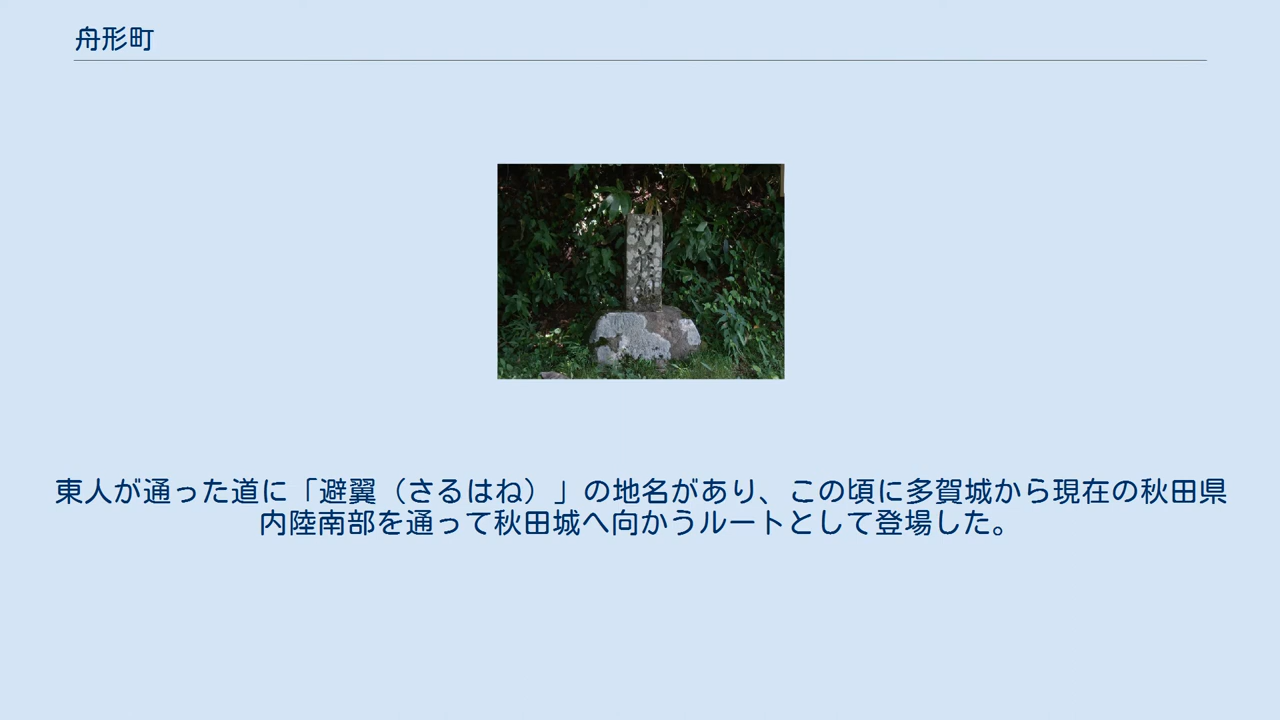 舟形町
東人が通った道に「避翼（さるはね）」の地名があり、この頃に多賀城から現在の秋田県
内陸南部を通って秋田城へ向かうルートとして登場した。